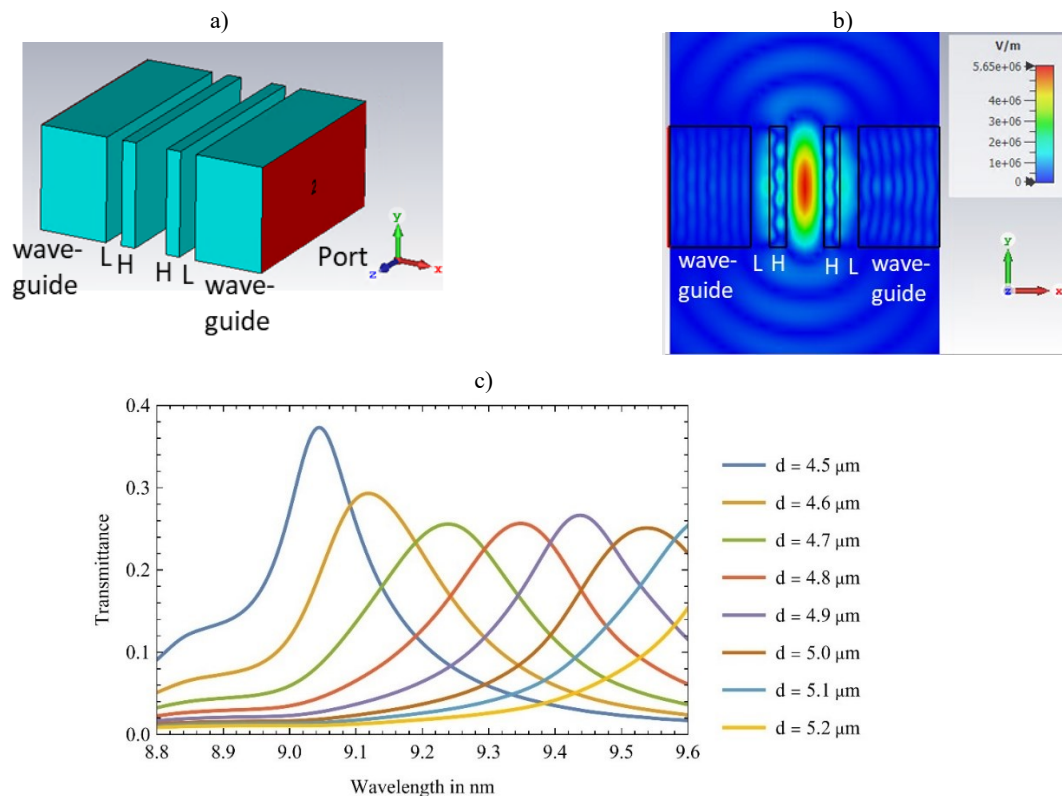 a)
b)
wave-
guide
L
H
H
L
wave-
guide
Port
1
y
x
z
V/m
5.65e+06
4e+06
3e+06
2e+06
1e+06
0
wave-
guide
L
H
H
L
wave-
guide
y
z
x
c)
Transmittance
0.4
0.3
0.2
0.1
0.0
8.8
8.9
9.0
9.1
9.2
9.3
9.4
9.5
9.6
Wavelength in nm
d = 4.5 μm
d = 4.6 μm
d = 4.7 μm
d = 4.8 μm
d = 4.9 μm
d = 5.0 μm
d = 5.1 μm
d = 5.2 μm